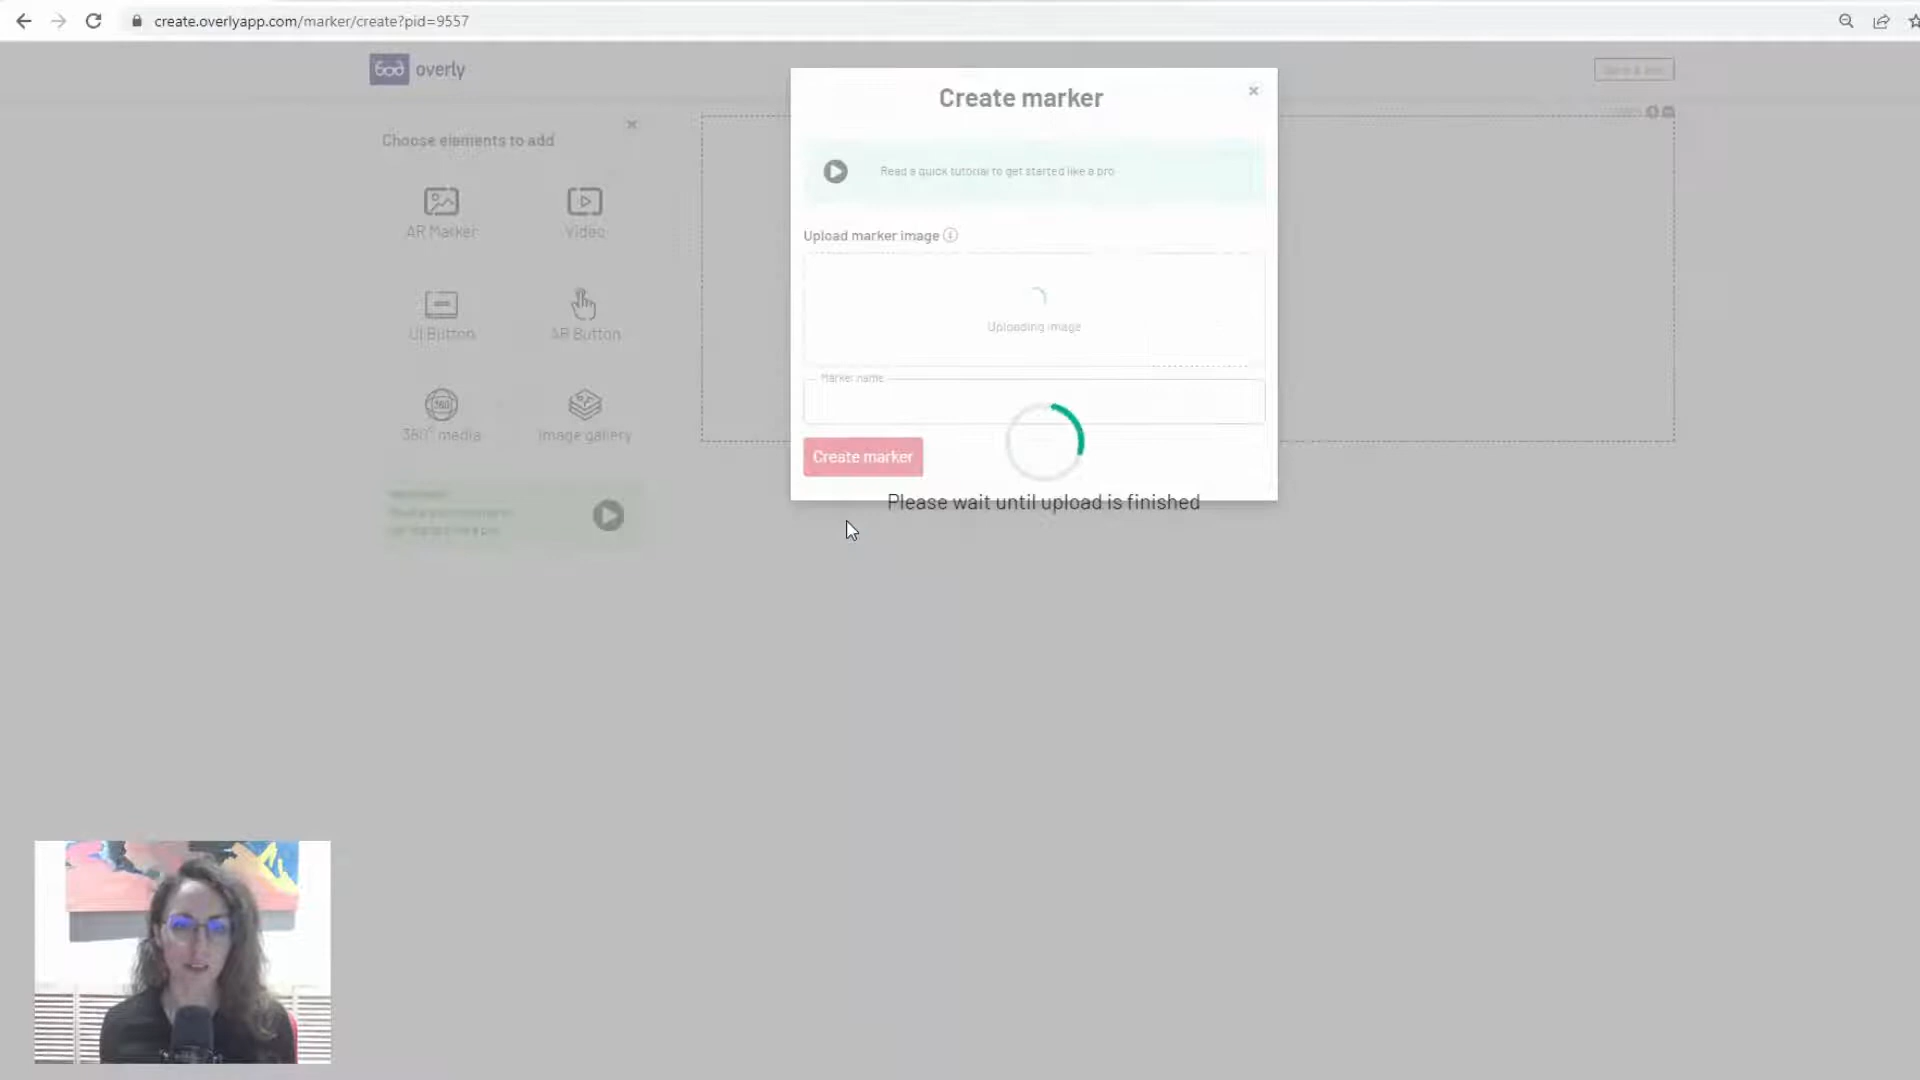 create.overlyapp.com/marker/create?pid=9557
overly
Create marker
Choose elements to add
Read a quick tutorial to get started like a pro
AR Marker
Video
Upload marker image
UI Button
AR Button
Uploading image
Marker name
360° media
Image gallery
Create marker
Please wait until upload is finished